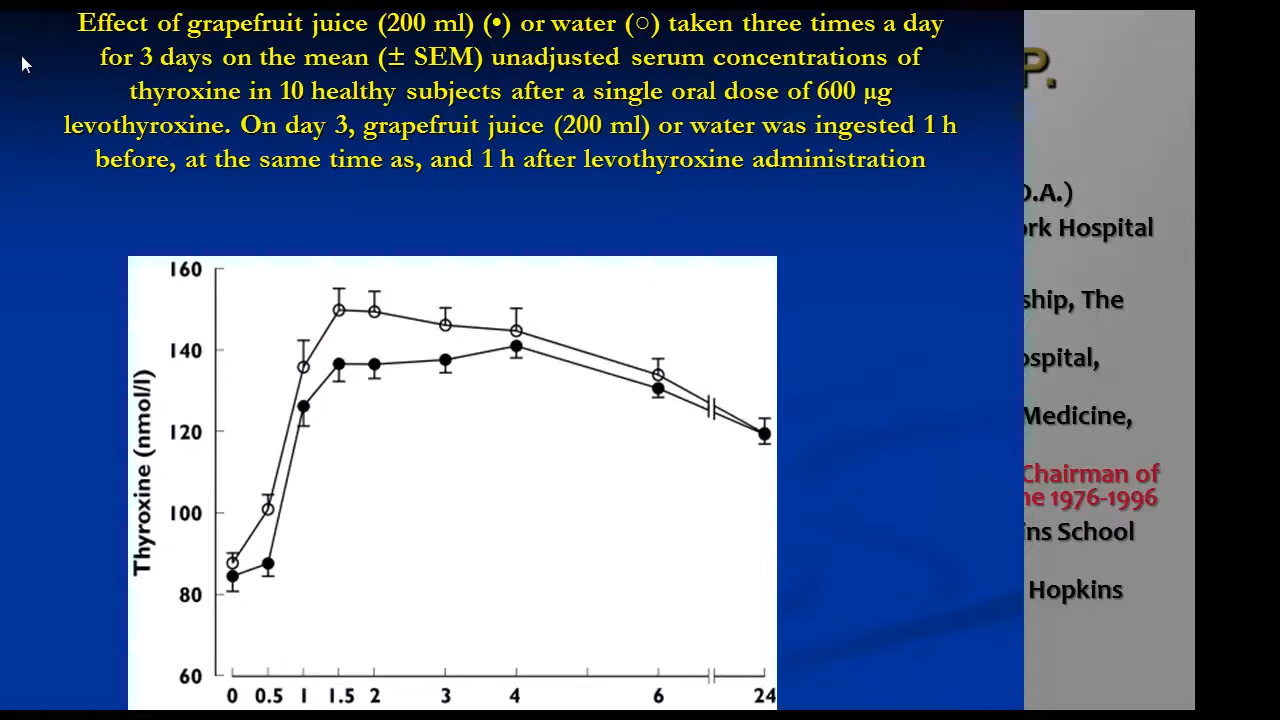 Effect of grapefruit juice (200 ml) (•) or water (○) taken three times a day
for 3 days on the mean (± SEM) unadjusted serum concentrations of
thyroxine in 10 healthy subjects after a single oral dose of 600 µg
levothyroxine. On day 3, grapefruit juice (200 ml) or water was ingested 1 h
before, at the same time as, and 1 h after levothyroxine administration
P.
O.A.)
ork Hospital
ship, The
ospital,
Medicine,
Chairman of
ne 1976-1996
ins School
Hopkins
Thyroxine (nmol/l)
160
140
120
100
80
60
0 0.5 1 1.5 2 3 4 6 24